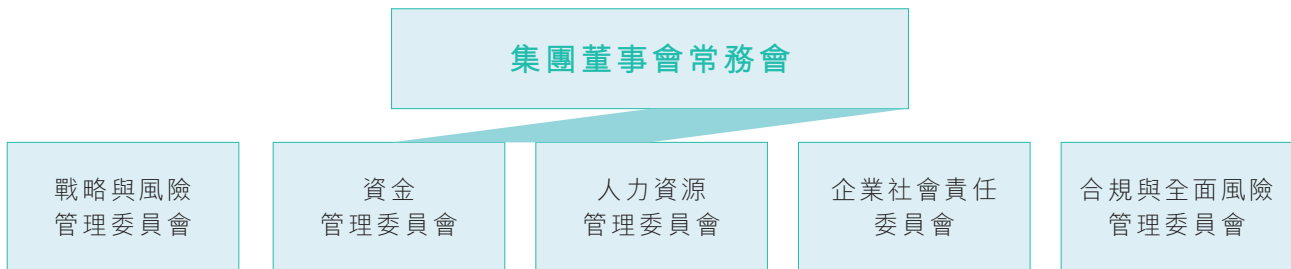 集團董事會常務會
戰略與風險
管理委員會
資金
管理委員會
人力資源
管理委員會
企業社會責任
委員會
合規與全面風險
管理委員會